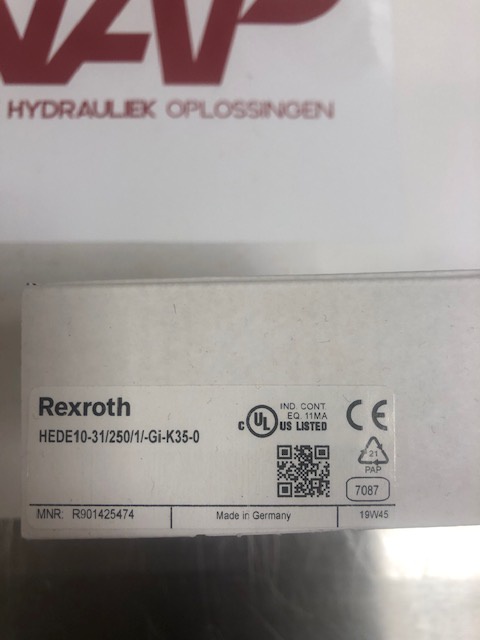 NAP
HYDRAULIEK OPLOSSINGEN
Rexroth
HEDE10-31/250/1/-Gi-K35-0
C UL US LISTED
IND. CONT.
EQ. 11MA
CE
21
PAP
7087
MNR: R901425474
Made in Germany
19W45